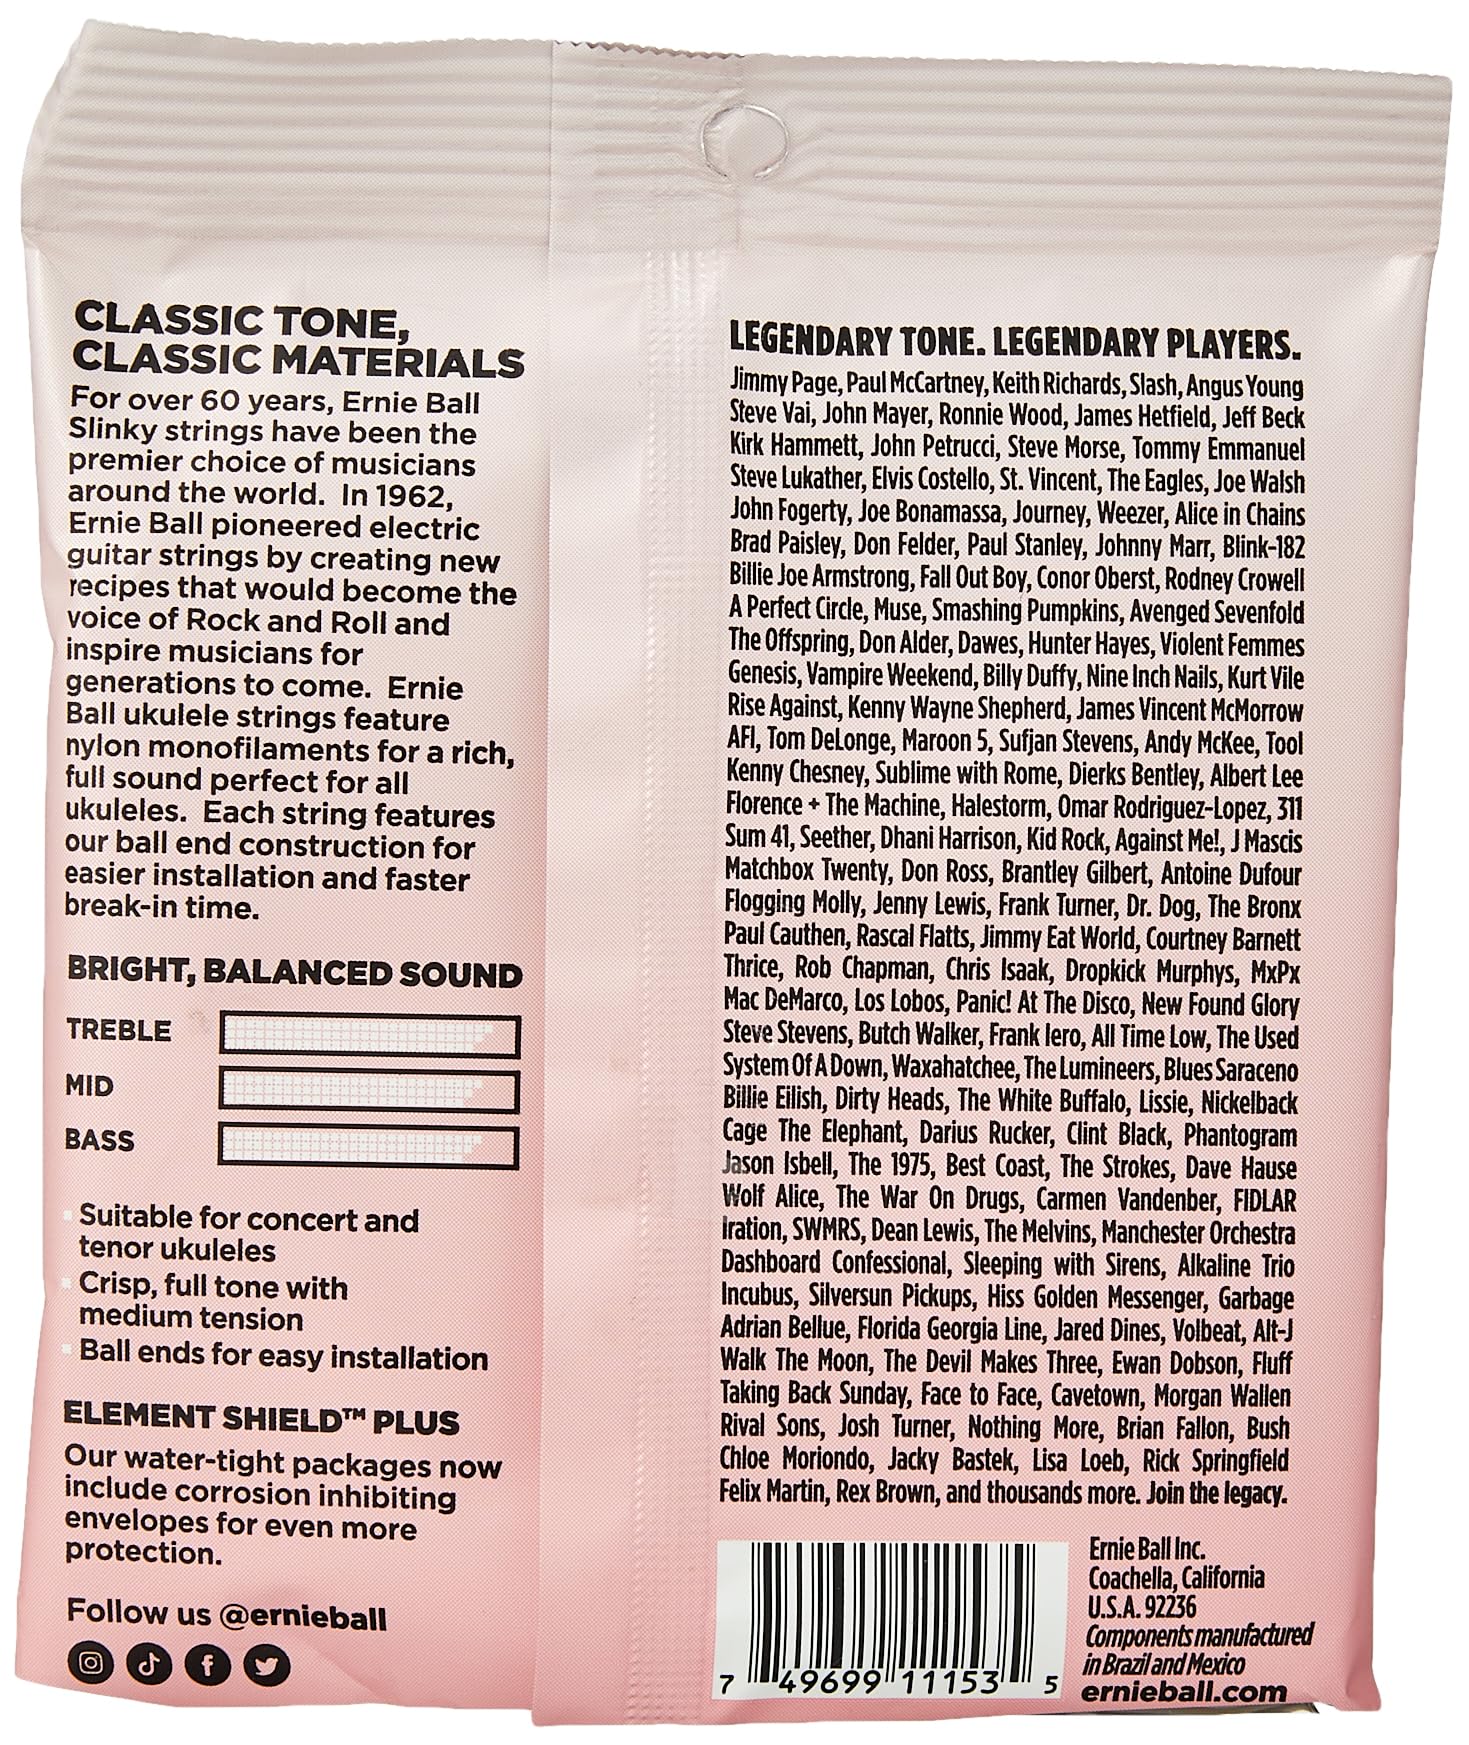 CLASSIC TONE,
CLASSIC MATERIALS
For over 60 years, Ernie Ball
Slinky strings have been the
premier choice of musicians
around the world. In 1962,
Ernie Ball pioneered electric
guitar strings by creating new
recipes that would become the
voice of Rock and Roll and
inspire musicians for
generations to come. Ernie
Ball ukulele strings feature
nylon monofilaments for a rich,
full sound perfect for all
ukuleles. Each string features
our ball end construction for
easier installation and faster
break-in time.
BRIGHT, BALANCED SOUND
TREBLE
MID
BASS
Suitable for concert and
tenor ukuleles
Crisp, full tone with
medium tension
Ball ends for easy installation
ELEMENT SHIELD™ PLUS
Our water-tight packages now
include corrosion inhibiting
envelopes for even more
protection.
Follow us @ernieball
LEGENDARY TONE. LEGENDARY PLAYERS.
Jimmy Page, Paul McCartney, Keith Richards, Slash, Angus Young
Steve Vai, John Mayer, Ronnie Wood, James Hetfield, Jeff Beck
Kirk Hammett, John Petrucci, Steve Morse, Tommy Emmanuel
Steve Lukather, Elvis Costello, St. Vincent, The Eagles, Joe Walsh
John Fogerty, Joe Bonamassa, Journey, Weezer, Alice in Chains
Brad Paisley, Don Felder, Paul Stanley, Johnny Marr, Blink-182
Billie Joe Armstrong, Fall Out Boy, Conor Oberst, Rodney Crowell
A Perfect Circle, Muse, Smashing Pumpkins, Avenged Sevenfold
The Offspring, Don Alder, Dawes, Hunter Hayes, Violent Femmes
Genesis, Vampire Weekend, Billy Duffy, Nine Inch Nails, Kurt Vile
Rise Against, Kenny Wayne Shepherd, James Vincent McMorrow
AFI, Tom DeLonge, Maroon 5, Sufjan Stevens, Andy McKee, Tool
Kenny Chesney, Sublime with Rome, Dierks Bentley, Albert Lee
Florence + The Machine, Halestorm, Omar Rodriguez-Lopez, 311
Sum 41, Seether, Dhani Harrison, Kid Rock, Against Me!, J Mascis
Matchbox Twenty, Don Ross, Brantley Gilbert, Antoine Dufour
Flogging Molly, Jenny Lewis, Frank Turner, Dr. Dog, The Bronx
Paul Cauthen, Rascal Flatts, Jimmy Eat World, Courtney Barnett
Thrice, Rob Chapman, Chris Isaak, Dropkick Murphys, MxPx
Mac DeMarco, Los Lobos, Panic! At The Disco, New Found Glory
Steve Stevens, Butch Walker, Frank Iero, All Time Low, The Used
System Of A Down, Waxahatchee, The Lumineers, Blues Saraceno
Billie Eilish, Dirty Heads, The White Buffalo, Lissie, Nickelback
Cage The Elephant, Darius Rucker, Clint Black, Phantogram
Jason Isbell, The 1975, Best Coast, The Strokes, Dave Hause
Wolf Alice, The War On Drugs, Carmen Vandenber, FIDLAR
Iration, SWMRS, Dean Lewis, The Melvins, Manchester Orchestra
Dashboard Confessional, Sleeping with Sirens, Alkaline Trio
Incubus, Silversun Pickups, Hiss Golden Messenger, Garbage
Adrian Bellue, Florida Georgia Line, Jared Dines, Volbeat, Alt-J
Walk The Moon, The Devil Makes Three, Ewan Dobson, Fluff
Taking Back Sunday, Face to Face, Cavetown, Morgan Wallen
Rival Sons, Josh Turner, Nothing More, Brian Fallon, Bush
Chloe Moriondo, Jacky Bastek, Lisa Loeb, Rick Springfield
Felix Martin, Rex Brown, and thousands more. Join the legacy.
7 49699 11153 5
Ernie Ball Inc.
Coachella, California
U.S.A. 92236
Components manufactured
in Brazil and Mexico
ernieball.com